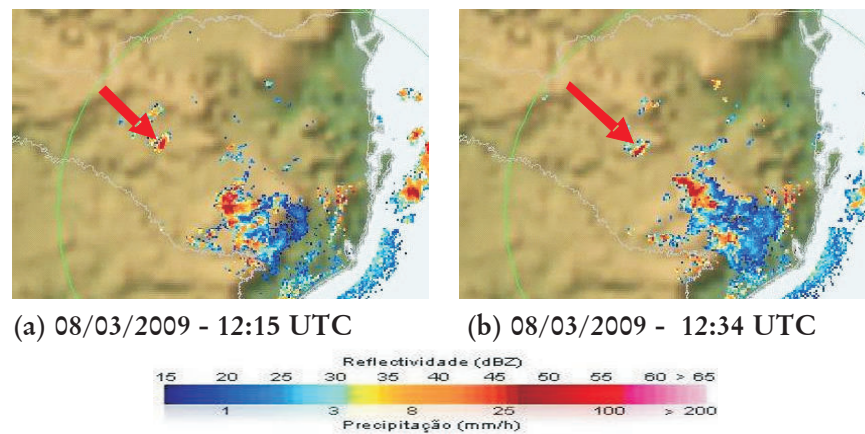 (a) 08/03/2009 - 12:15 UTC
(b) 08/03/2009 - 12:34 UTC
Reflectividade (dBZ)
15 20 25 30 35 40 45 50 55 60 > 65
1 3 8 25 100 > 200
Precipitação (mm/h)